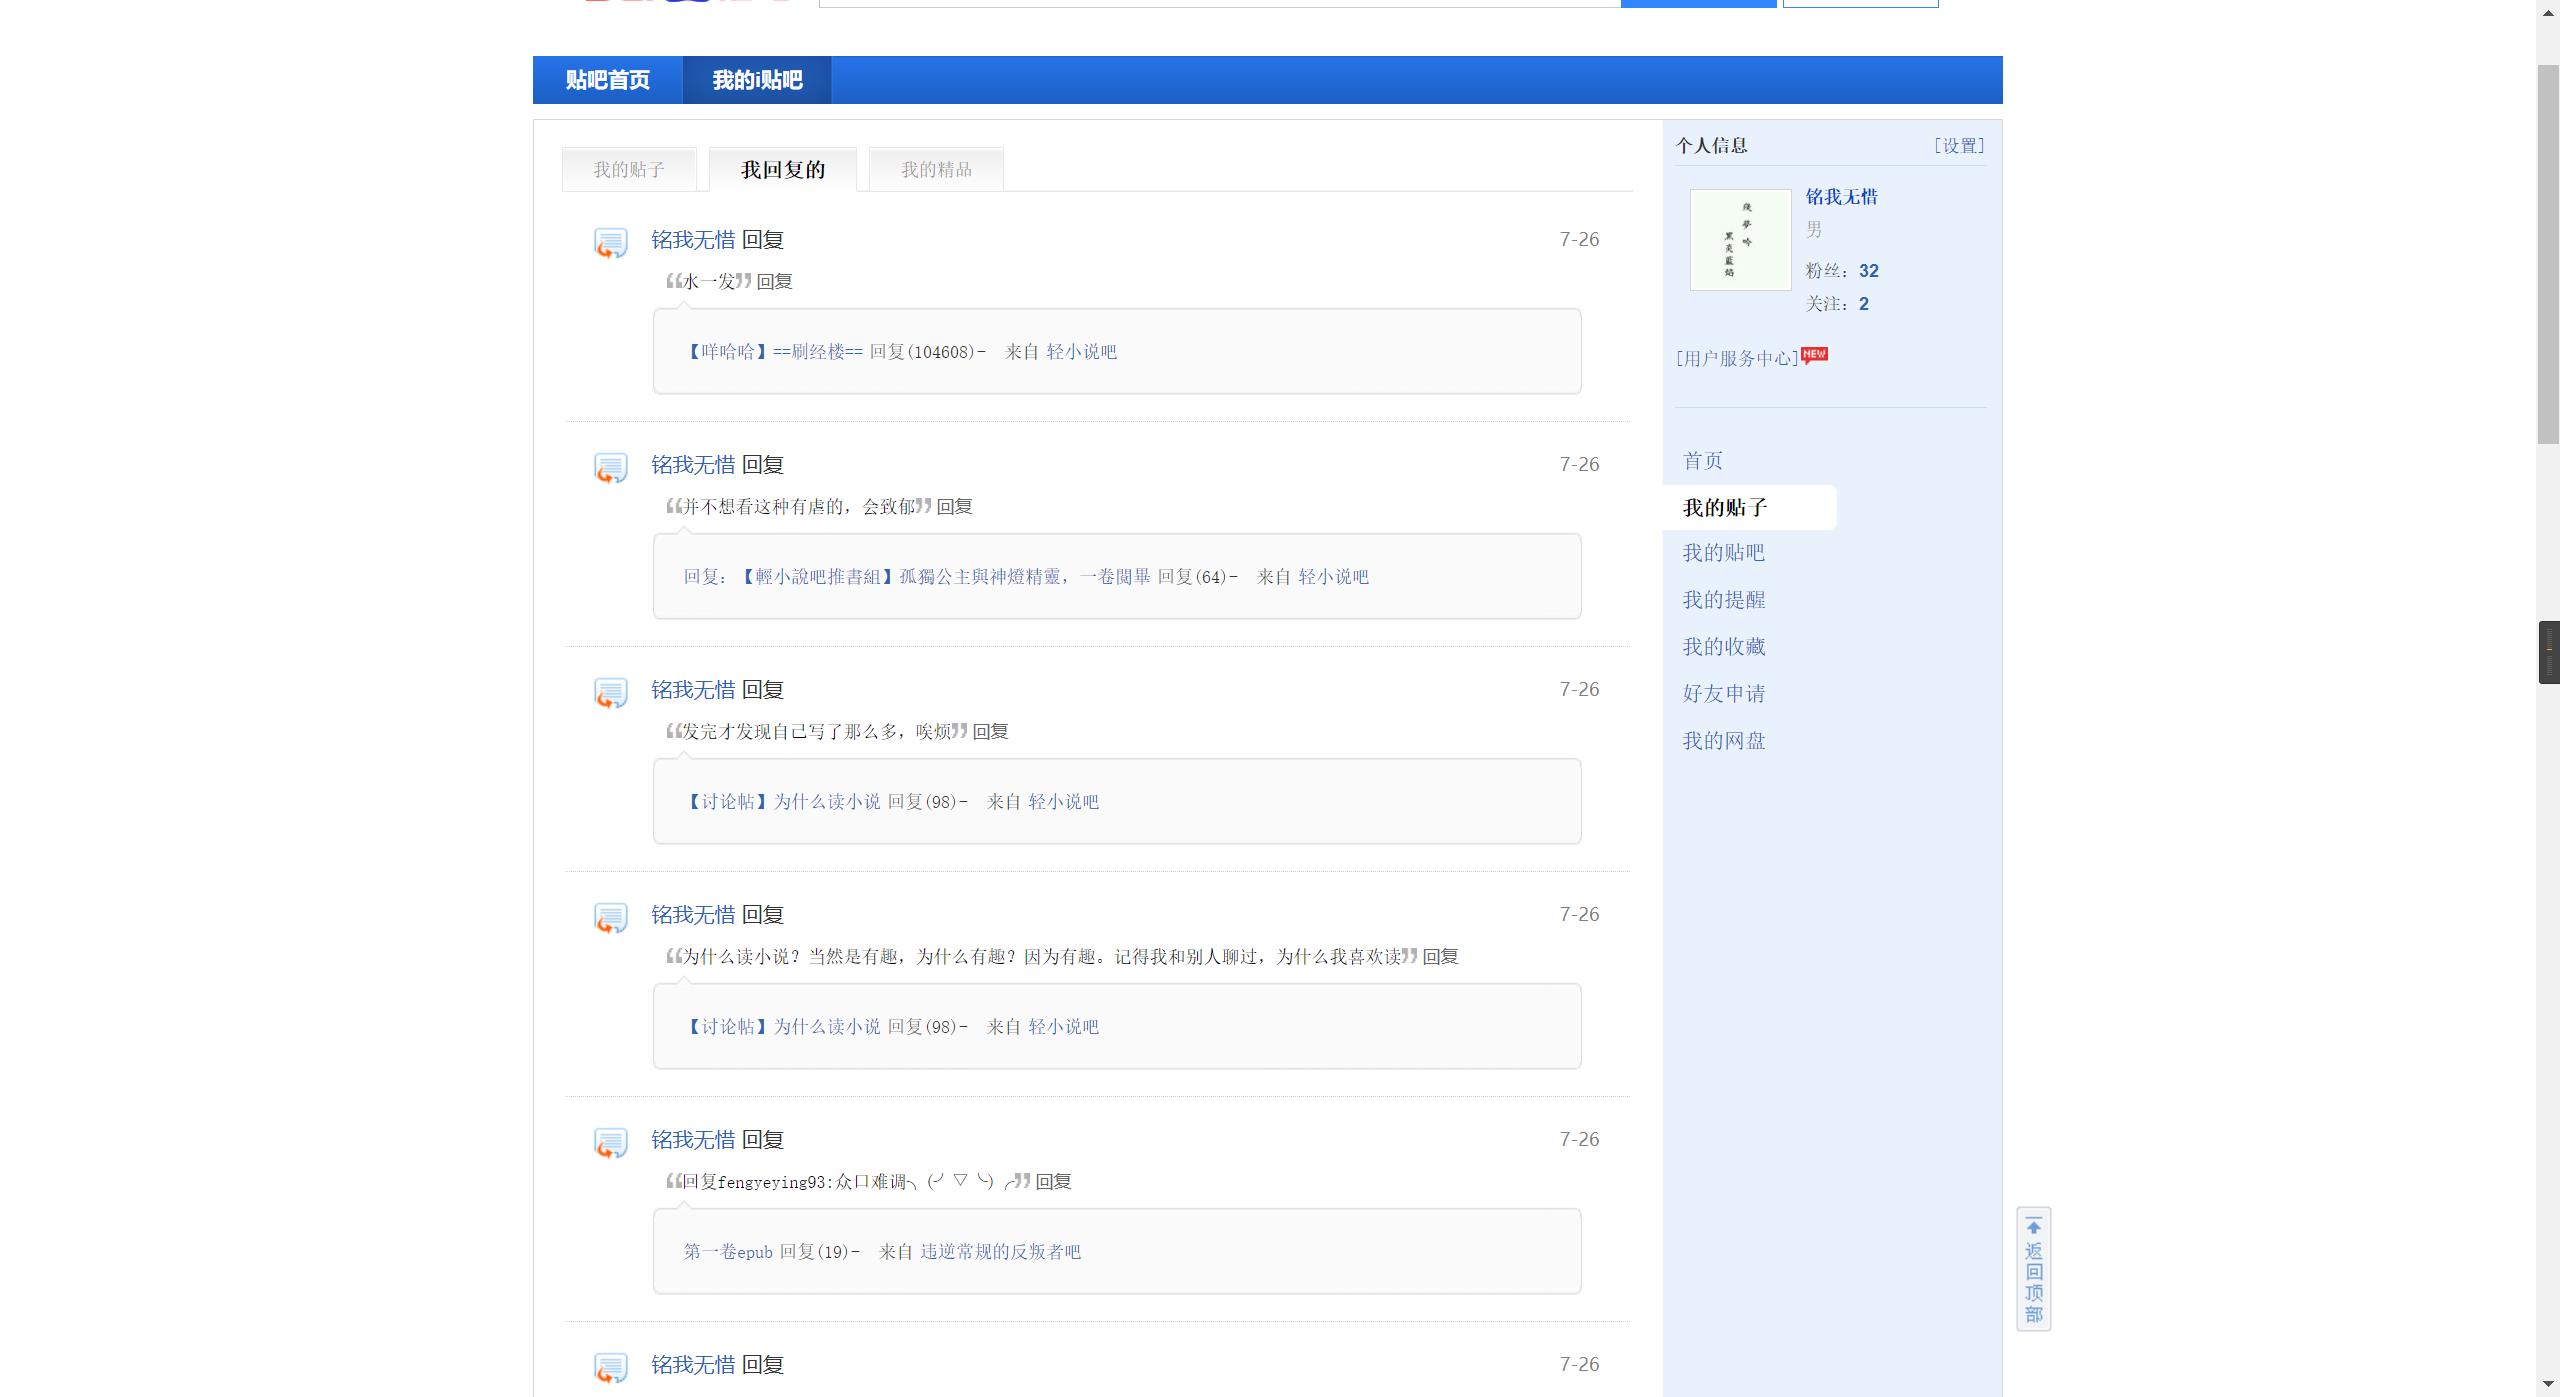 贴吧首页 我的i贴吧
我的贴子 我回复的 我的精品
铭我无惜 回复 7-26
“水一发” 回复
【咩哈哈】==刷经楼== 回复(104608)- 来自 轻小说吧
铭我无惜 回复 7-26
“并不想看这种有虐的，会致郁” 回复
回复：【輕小說吧推書組】孤獨公主與神燈精靈，一卷閱畢 回复(64)- 来自 轻小说吧
铭我无惜 回复 7-26
“发完才发现自己写了那么多，唉烦” 回复
【讨论帖】为什么读小说 回复(98)- 来自 轻小说吧
铭我无惜 回复 7-26
“为什么读小说？当然是有趣，为什么有趣？因为有趣。记得我和别人聊过，为什么我喜欢读” 回复
【讨论帖】为什么读小说 回复(98)- 来自 轻小说吧
铭我无惜 回复 7-26
“回复fengyeying93:众口难调╮(╯▽╰)╭” 回复
第一卷epub 回复(19)- 来自 违逆常规的反叛者吧
铭我无惜 回复 7-26
个人信息 [设置]
残梦吟
黑炎蓝焰
铭我无惜
男
粉丝：32
关注：2
[用户服务中心] NEW
首页
我的贴子
我的贴吧
我的提醒
我的收藏
好友申请
我的网盘
返回顶部